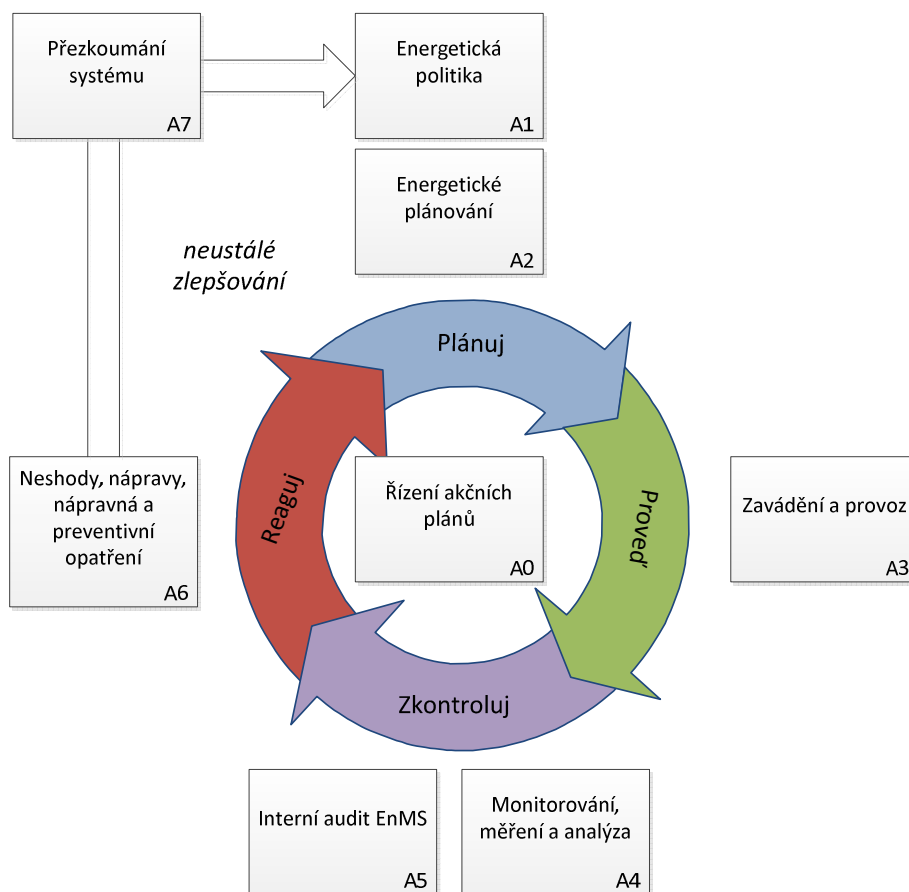 Přezkoumání
systému
A7
Energetická
politika
A1
Energetické
plánování
A2
neustálé
zlepšování
Plánuj
Proveď
Zkontroluj
Reaguj
Neshody, nápravy,
nápravná a
preventivní
opatření
A6
Řízení akčních
plánů
A0
Zavádění a provoz
A3
Interní audit EnMS
A5
Monitorování,
měření a analýza
A4